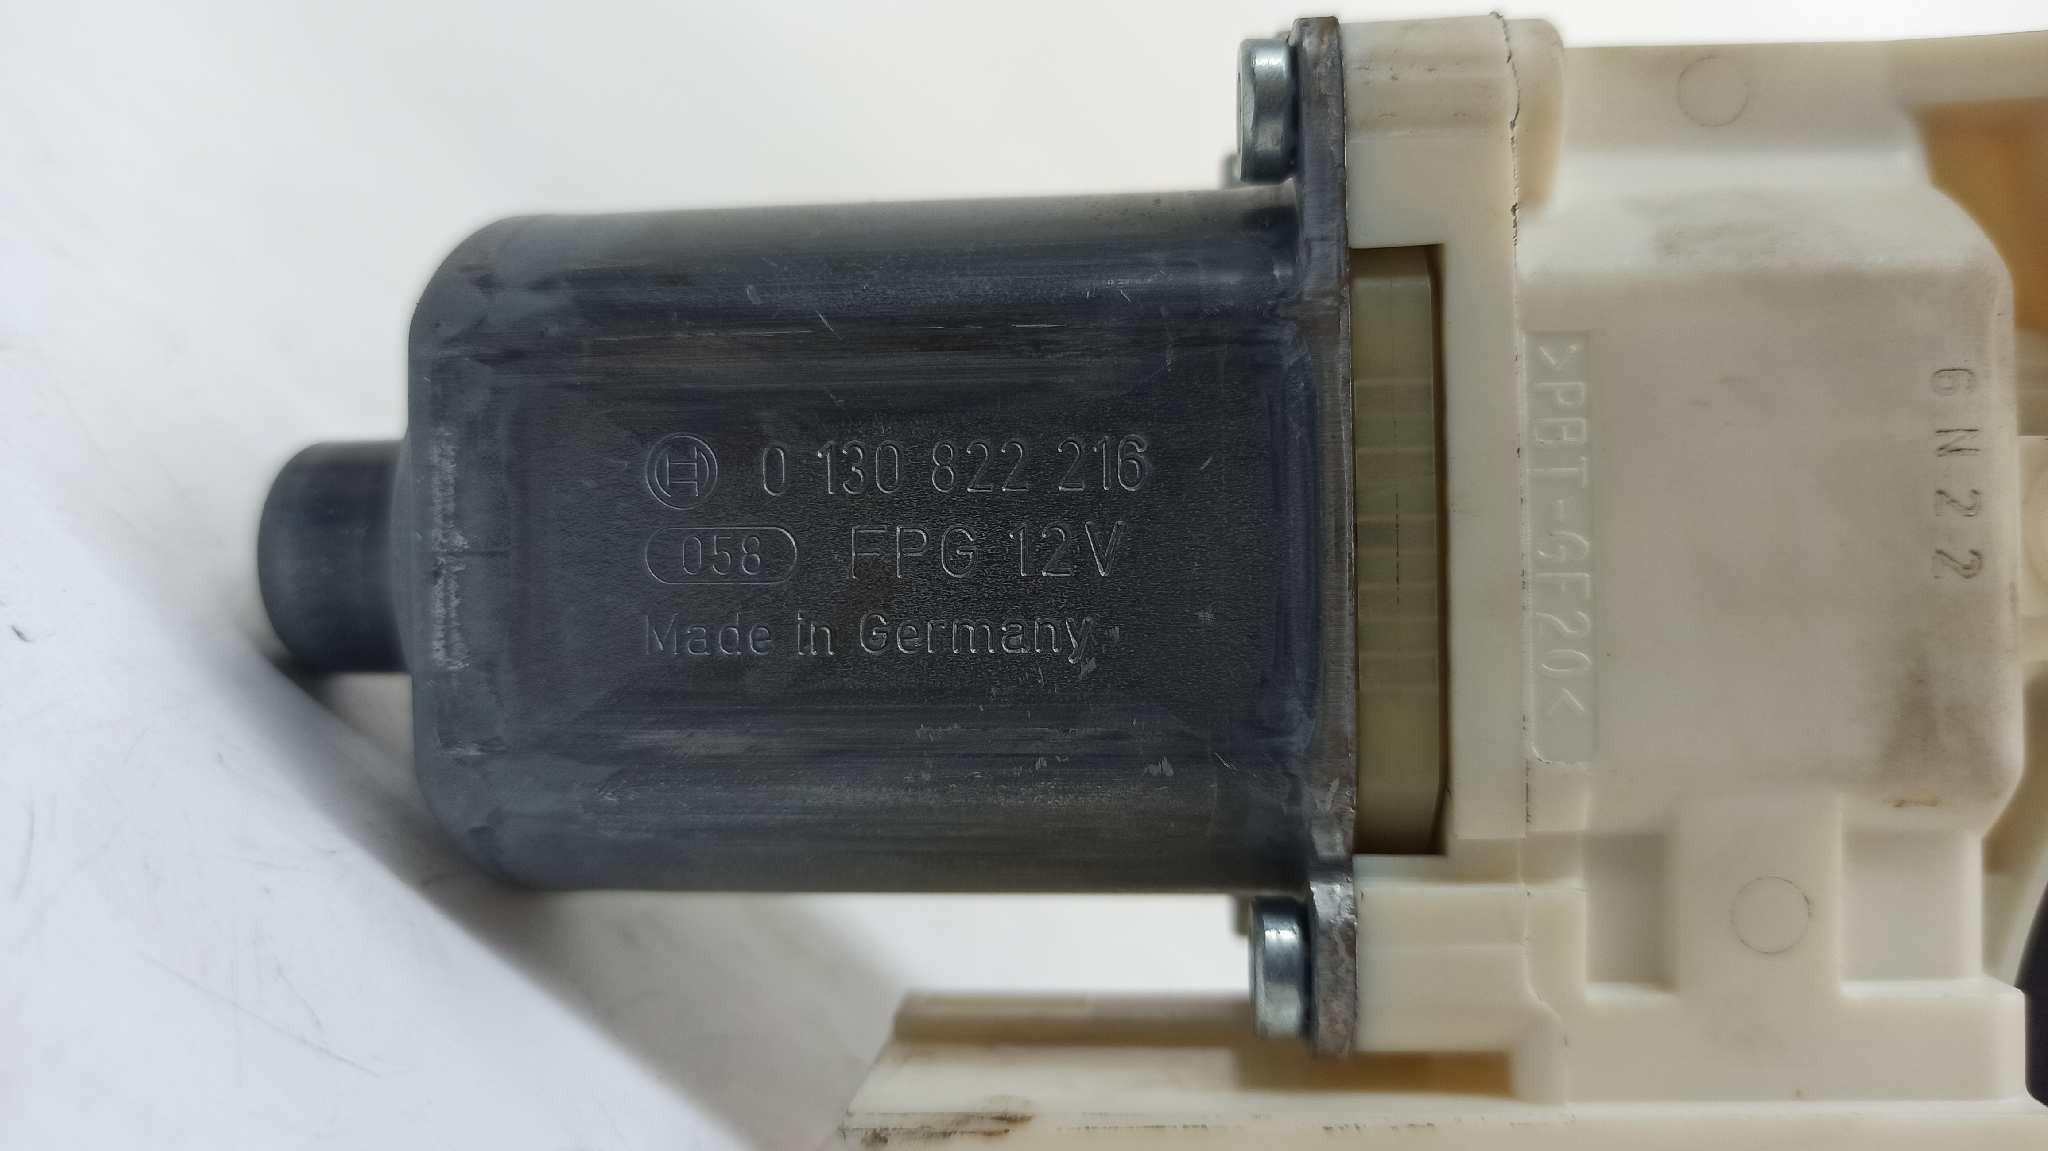 0 130 822 216
058 FPG 12V
Made in Germany
>PBT-GF20<
6N22